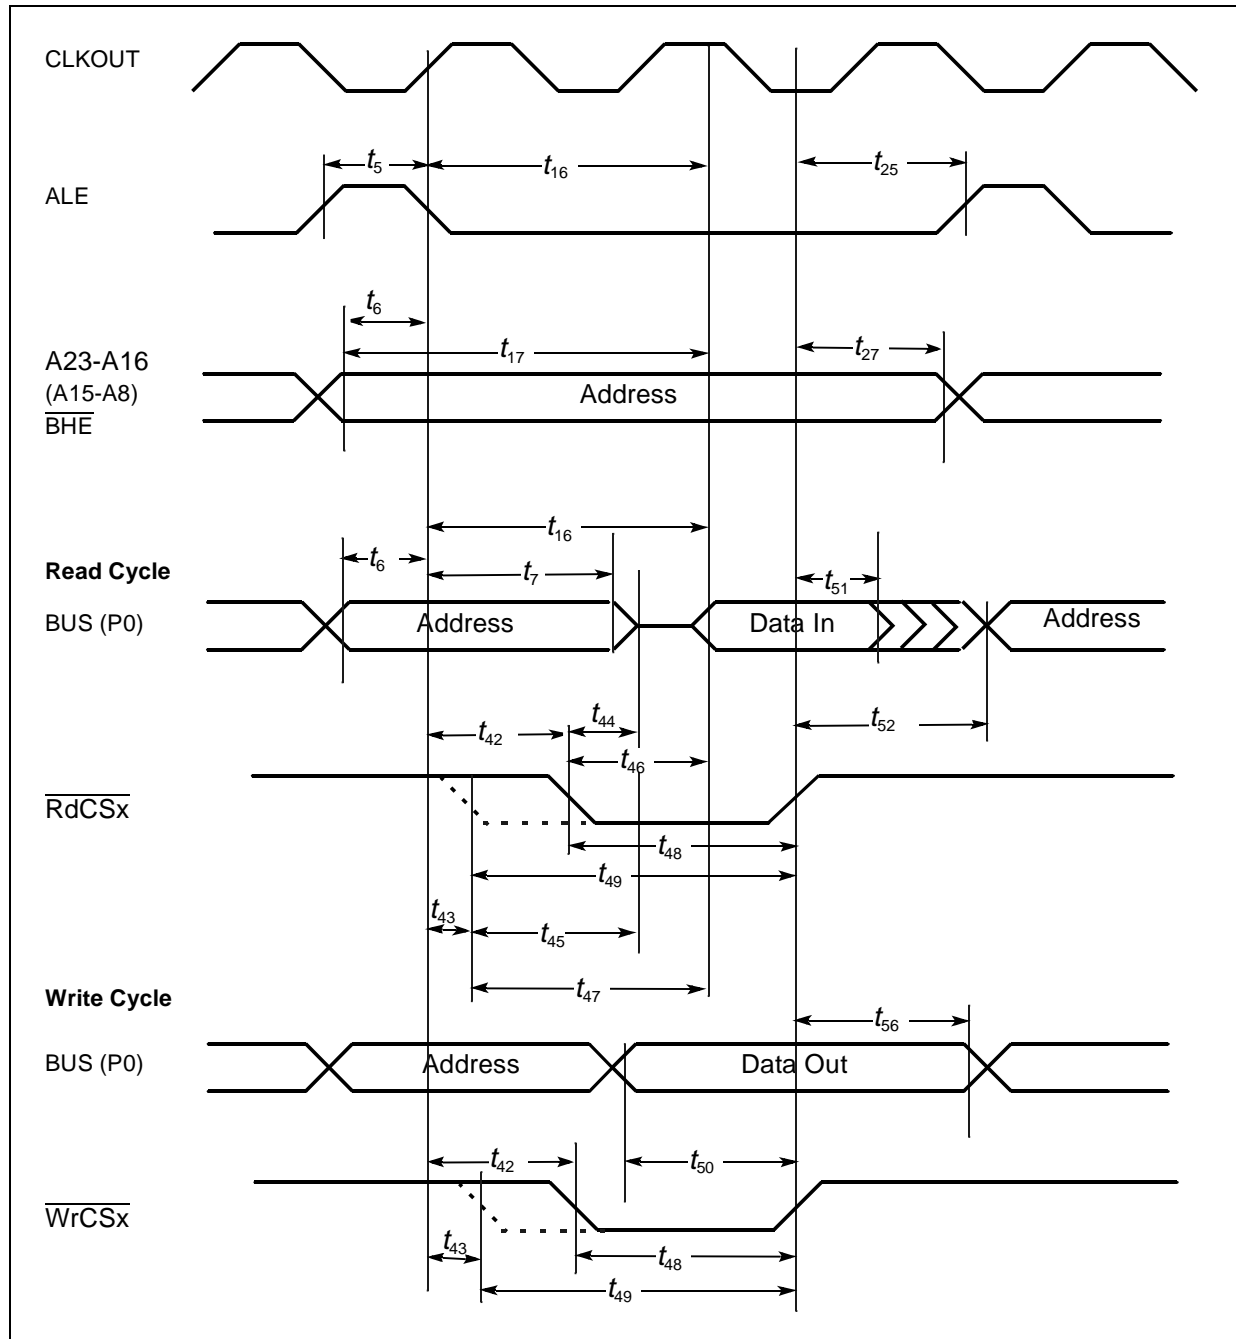 CLKOUT
t5 t16 t25
ALE
t6
A23-A16 t17 t27
(A15-A8) Address
BHE
t16
t6 t7 t51
Read Cycle
BUS (P0) Address Data In Address
t42 t44 t52
t46
RdCSx
t48
t49
t43 t45
t47
Write Cycle
t56
BUS (P0) Address Data Out
t42 t50
WrCSx
t43 t48
t49